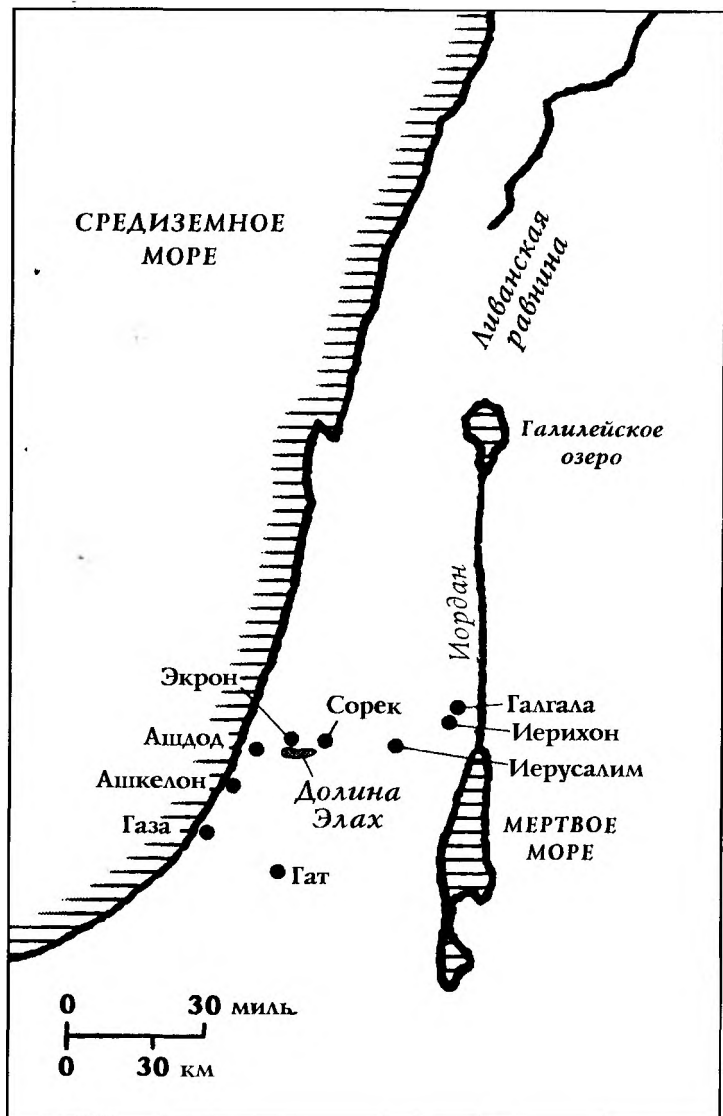 СРЕДИЗЕМНОЕ
МОРЕ
Ливанская
равнина
Галилейское
озеро
Иордан
Экрон
Сорек
Галгала
Ашдод
Иерихон
Ашкелон
Долина
Элах
Иерусалим
Газа
МЕРТВОЕ
МОРЕ
Гат
0 30 миль
0 30 км